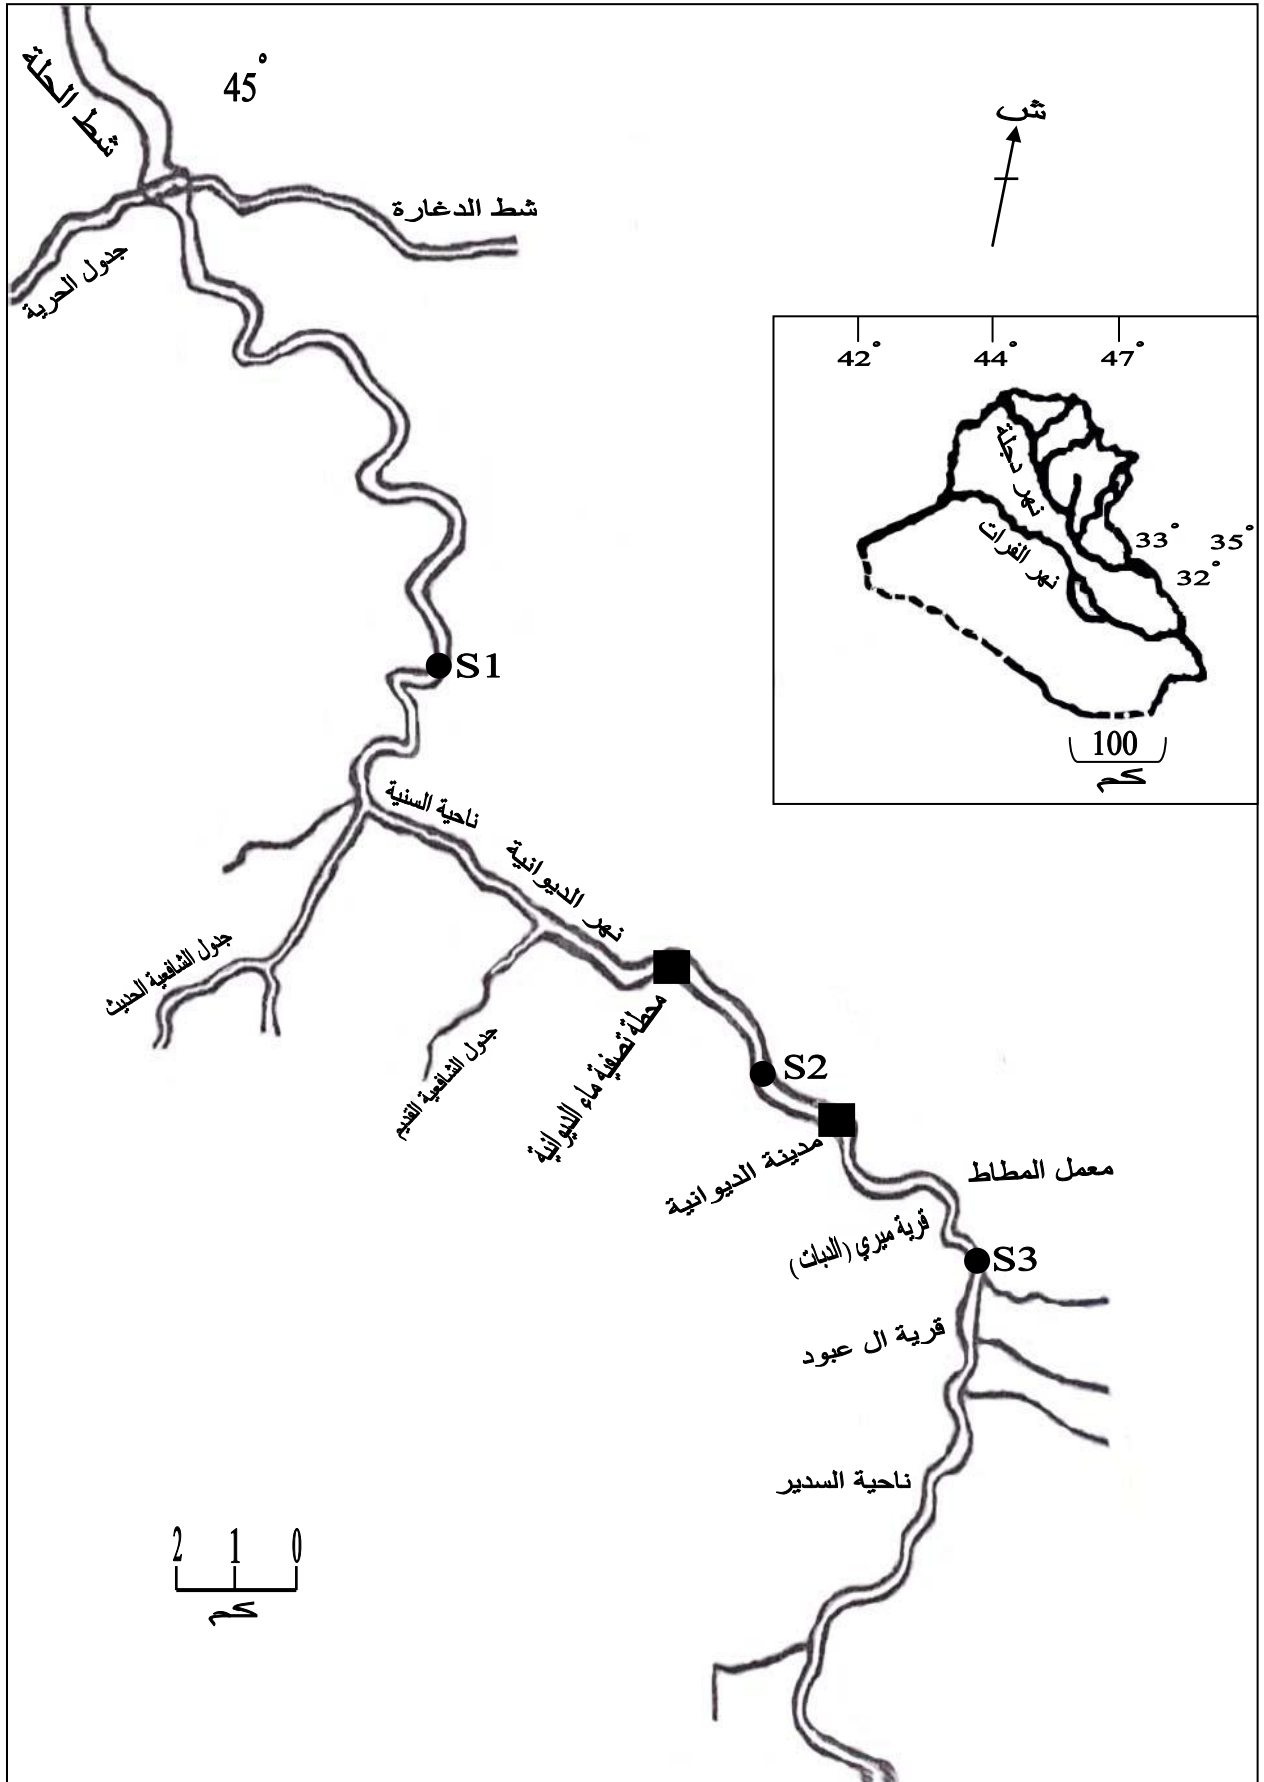 شط الحلة
45°
ش
شط الدغارة
جدول الحرية
42° 44° 47°
نهر دجلة
نهر الفرات
33° 35°
32°
100
كم
S1
ناحية السنية
نهر الديوانية
جدول الشافعية الحديث
جدول الشافعية القديم
محطة تصفية ماء الديوانية
S2
مدينة الديوانية
معمل المطاط
قرية ميري (الدبات)
S3
قرية ال عبود
ناحية السدير
2 1 0
كم